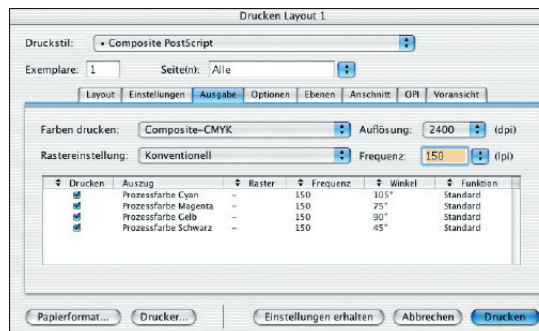 Drucken Layout 1
Druckstil: • Composite PostScript
Exemplare: 1 Seite(n): Alle
Layout Einstellungen Ausgabe Optionen Ebenen Anschnitt OPI Voransicht
Farben drucken: Composite-CMYK Auflösung: 2400 (dpi)
Rastereinstellung: Konventionell Frequenz: 150 (lpi)
Drucken Auszug Raster Frequenz Winkel Funktion
Prozessfarbe Cyan – 150 105° Standard
Prozessfarbe Magenta – 150 75° Standard
Prozessfarbe Gelb – 150 90° Standard
Prozessfarbe Schwarz – 150 45° Standard
Papierformat... Drucker... Einstellungen erhalten Abbrechen Drucken